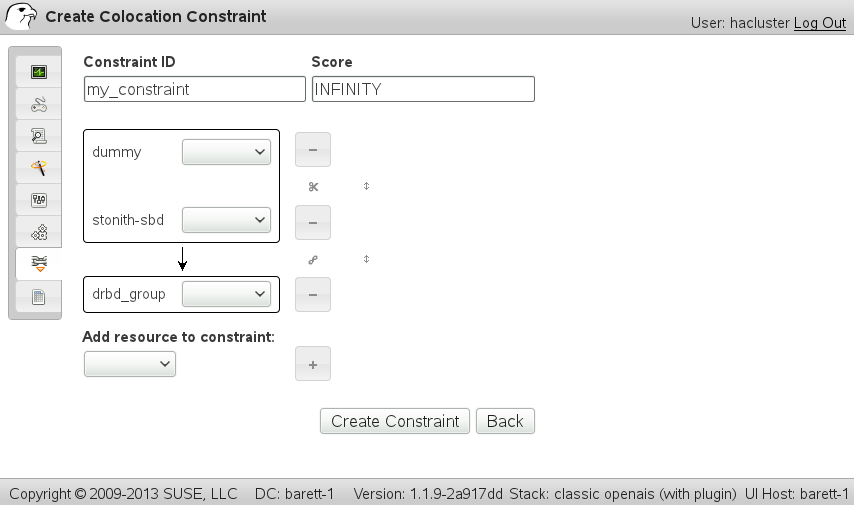 Create Colocation Constraint
User: hacluster Log Out
Constraint ID Score
my_constraint INFINITY
dummy
stonith-sbd
drbd_group
Add resource to constraint:
Create Constraint Back
Copyright © 2009-2013 SUSE, LLC DC: barett-1 Version: 1.1.9-2a917dd Stack: classic openais (with plugin) UI Host: barett-1